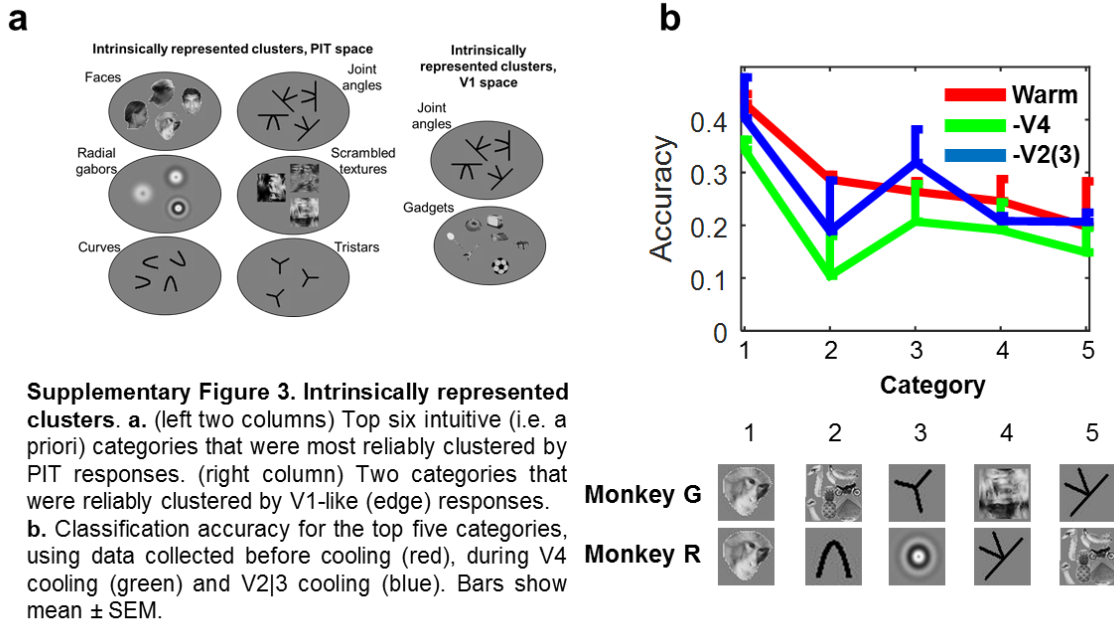 a
Intrinsically represented clusters, PIT space
Faces
Joint
angles
Radial
gabors
Scrambled
textures
Curves
Tristars
Intrinsically
represented clusters,
V1 space
Joint
angles
Gadgets
b
Accuracy
0.4
0.3
0.2
0.1
0
Warm
-V4
-V2(3)
1 2 3 4 5
Category
1 2 3 4 5
Monkey G
Monkey R
Supplementary Figure 3. Intrinsically represented
clusters. a. (left two columns) Top six intuitive (i.e. a
priori) categories that were most reliably clustered by
PIT responses. (right column) Two categories that
were reliably clustered by V1-like (edge) responses.
b. Classification accuracy for the top five categories,
using data collected before cooling (red), during V4
cooling (green) and V2|3 cooling (blue). Bars show
mean ± SEM.